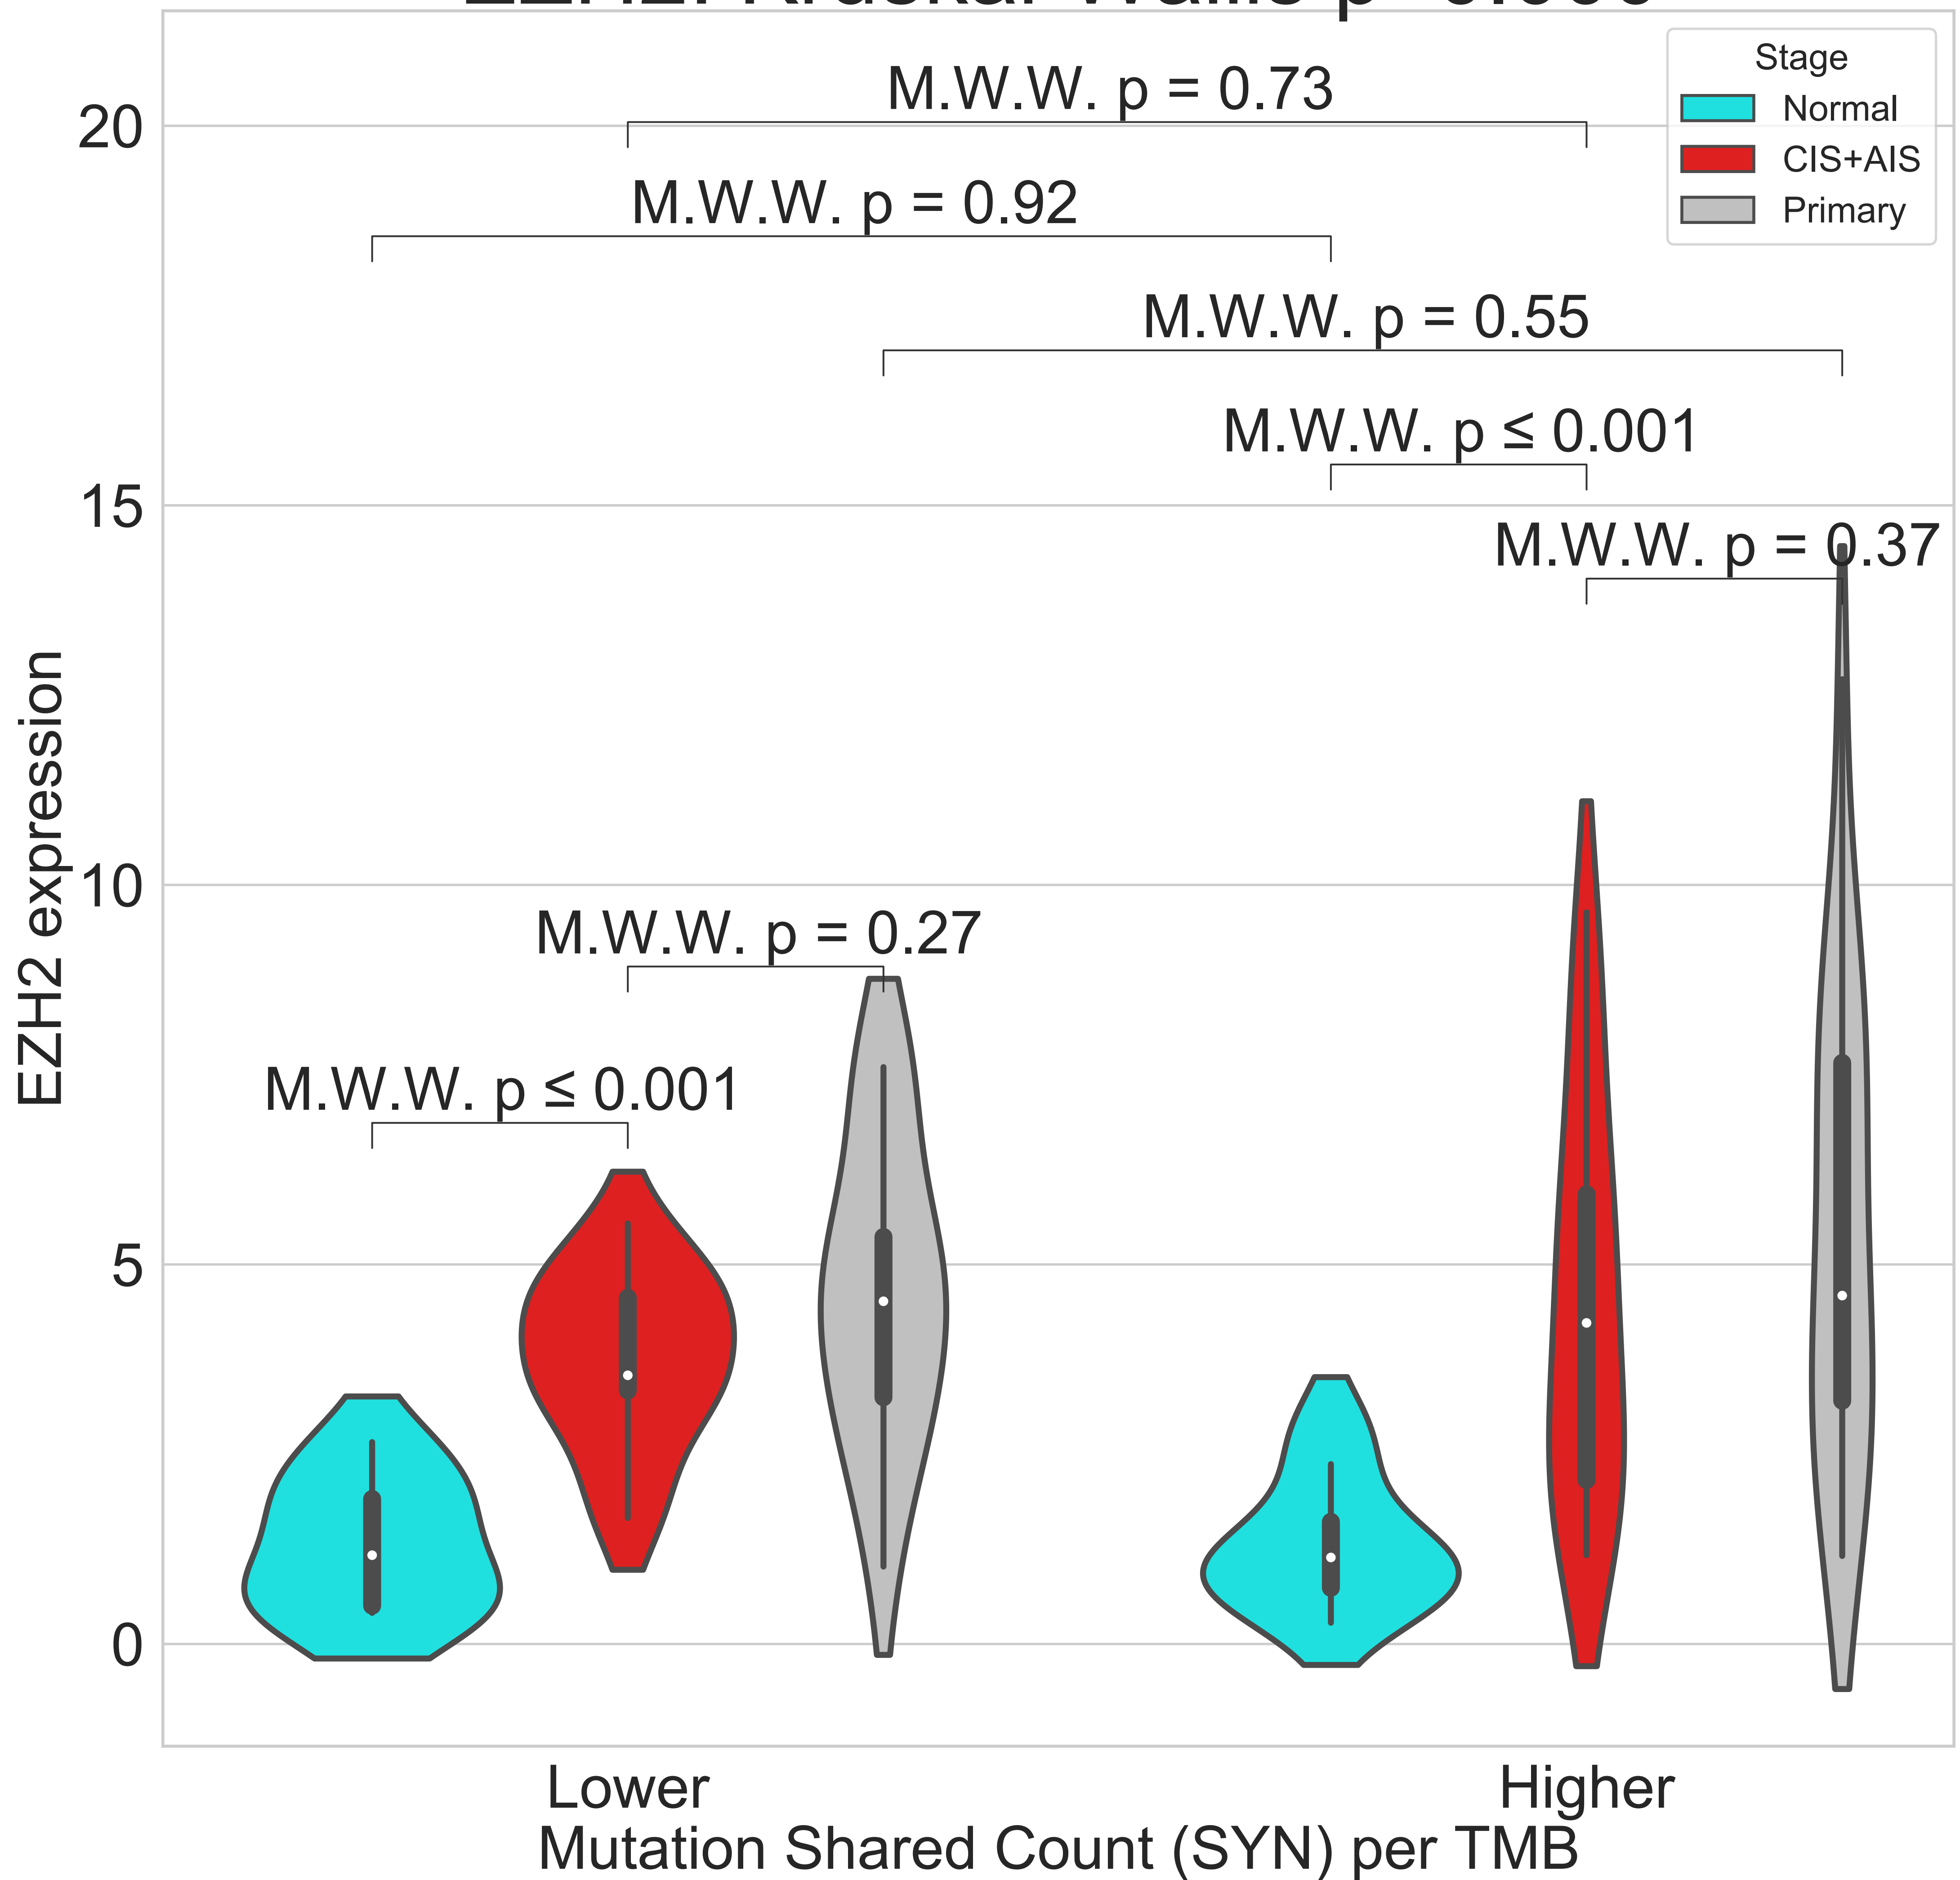 Stage
Normal
CIS+AIS
Primary
M.W.W. p = 0.73
M.W.W. p = 0.92
M.W.W. p = 0.55
M.W.W. p ≤ 0.001
M.W.W. p = 0.37
M.W.W. p = 0.27
M.W.W. p ≤ 0.001
20
15
10
5
0
EZH2 expression
Lower
Higher
Mutation Shared Count (SYN) per TMB